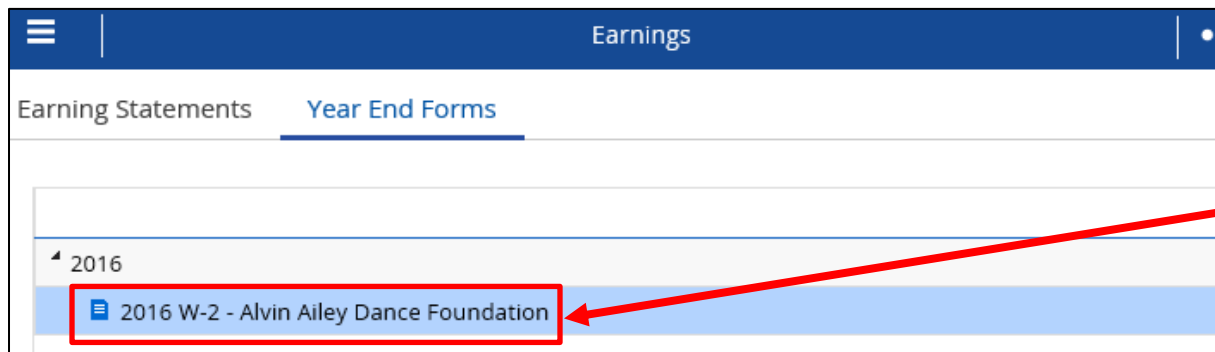 Earnings
Earning Statements Year End Forms
2016
2016 W-2 - Alvin Ailey Dance Foundation